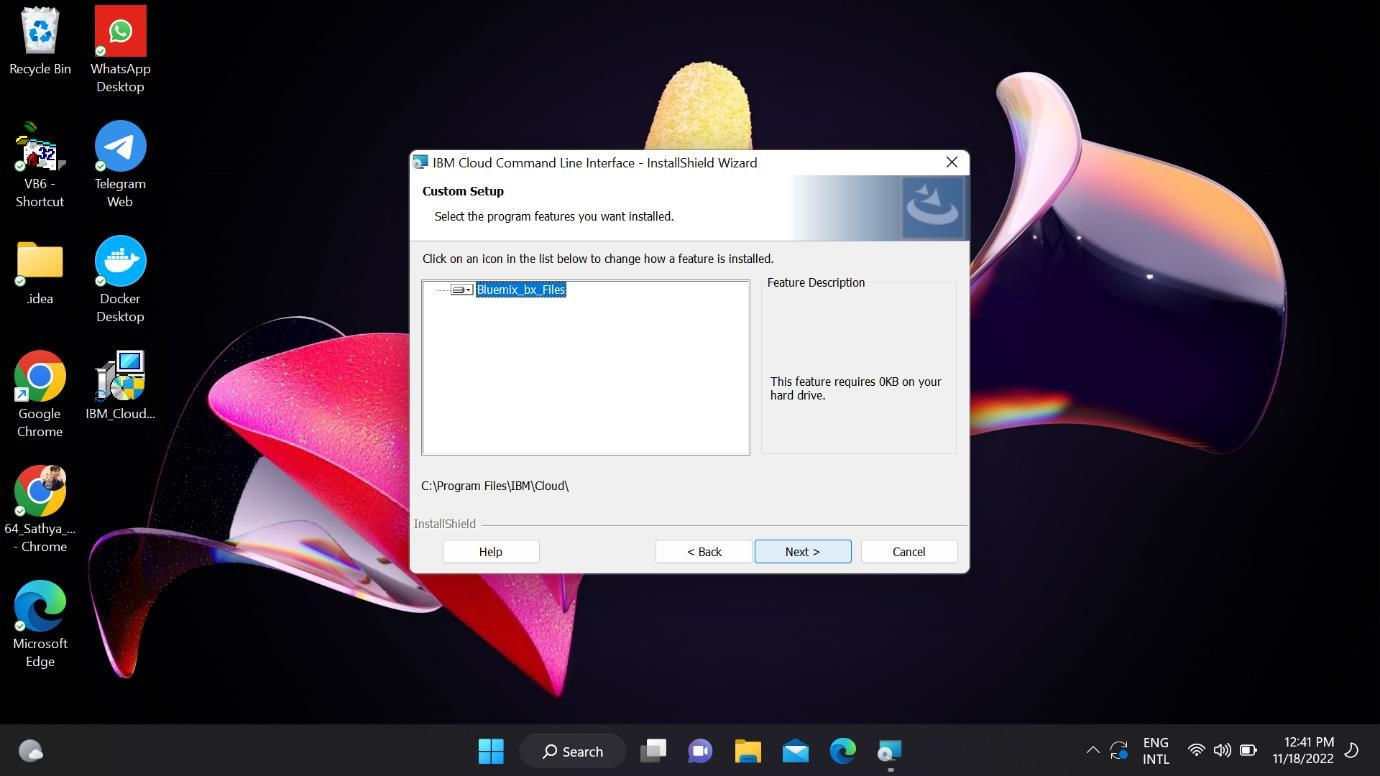 Recycle Bin
WhatsApp
Desktop
VB6 -
Shortcut
32
Telegram
Web
.idea
Docker
Desktop
Google
Chrome
IBM_Cloud...
64_Sathya_...
- Chrome
Microsoft
Edge
IBM Cloud Command Line Interface - InstallShield Wizard
Custom Setup
Select the program features you want installed.
Click on an icon in the list below to change how a feature is installed.
Bluemix_bx_Files
Feature Description
This feature requires 0KB on your
hard drive.
C:\Program Files\IBM\Cloud\
InstallShield
Help
< Back
Next >
Cancel
Search
ENG
INTL
12:41 PM
11/18/2022